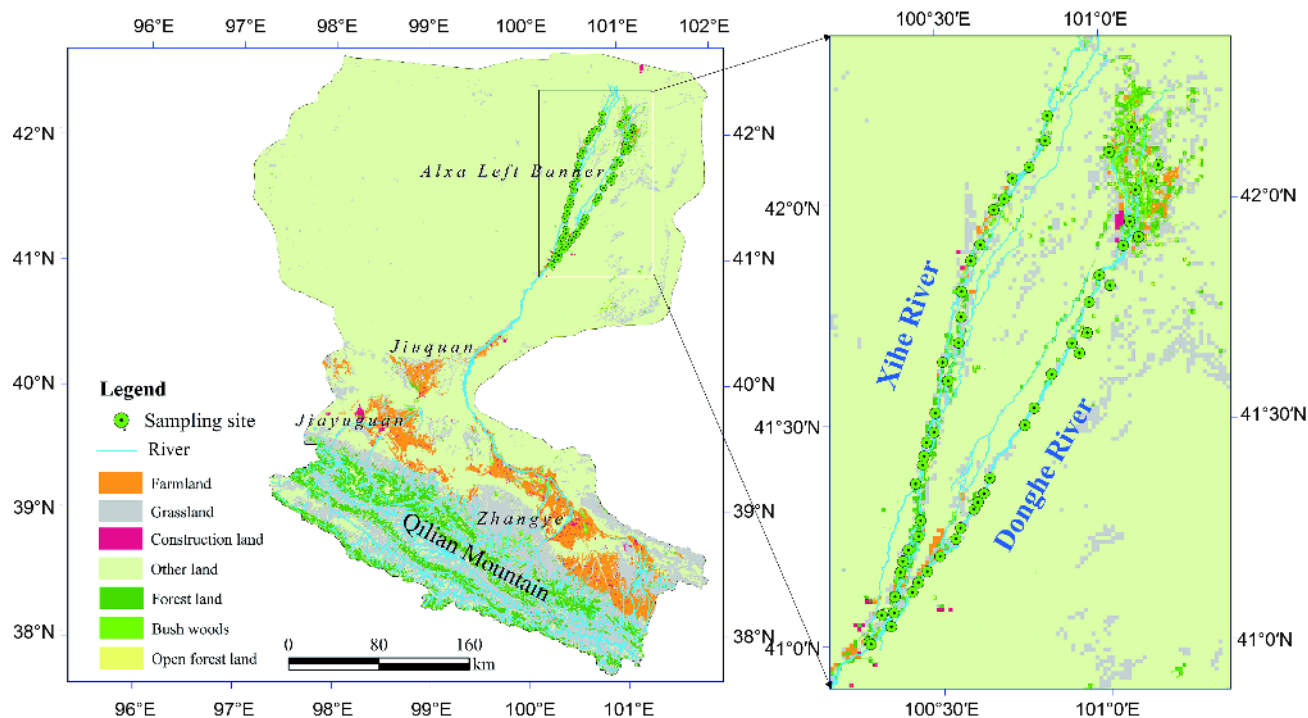 96°E 97°E 98°E 99°E 100°E 101°E 102°E
100°30'E 101°0'E
42°N 42°N
Alxa Left Banner
42°0'N 42°0'N
41°N 41°N
Xihe River
Jiuquan
40°N 40°N
Legend
Sampling site
Jiayuguan
River
41°30'N 41°30'N
Farmland
Grassland
39°N 39°N
Zhangye
Donghe River
Construction land
Qilian Mountain
Other land
Forest land
Bush woods
38°N 38°N
0 80 160
km
Open forest land
41°0'N 41°0'N
96°E 97°E 98°E 99°E 100°E 101°E
100°30'E 101°0'E